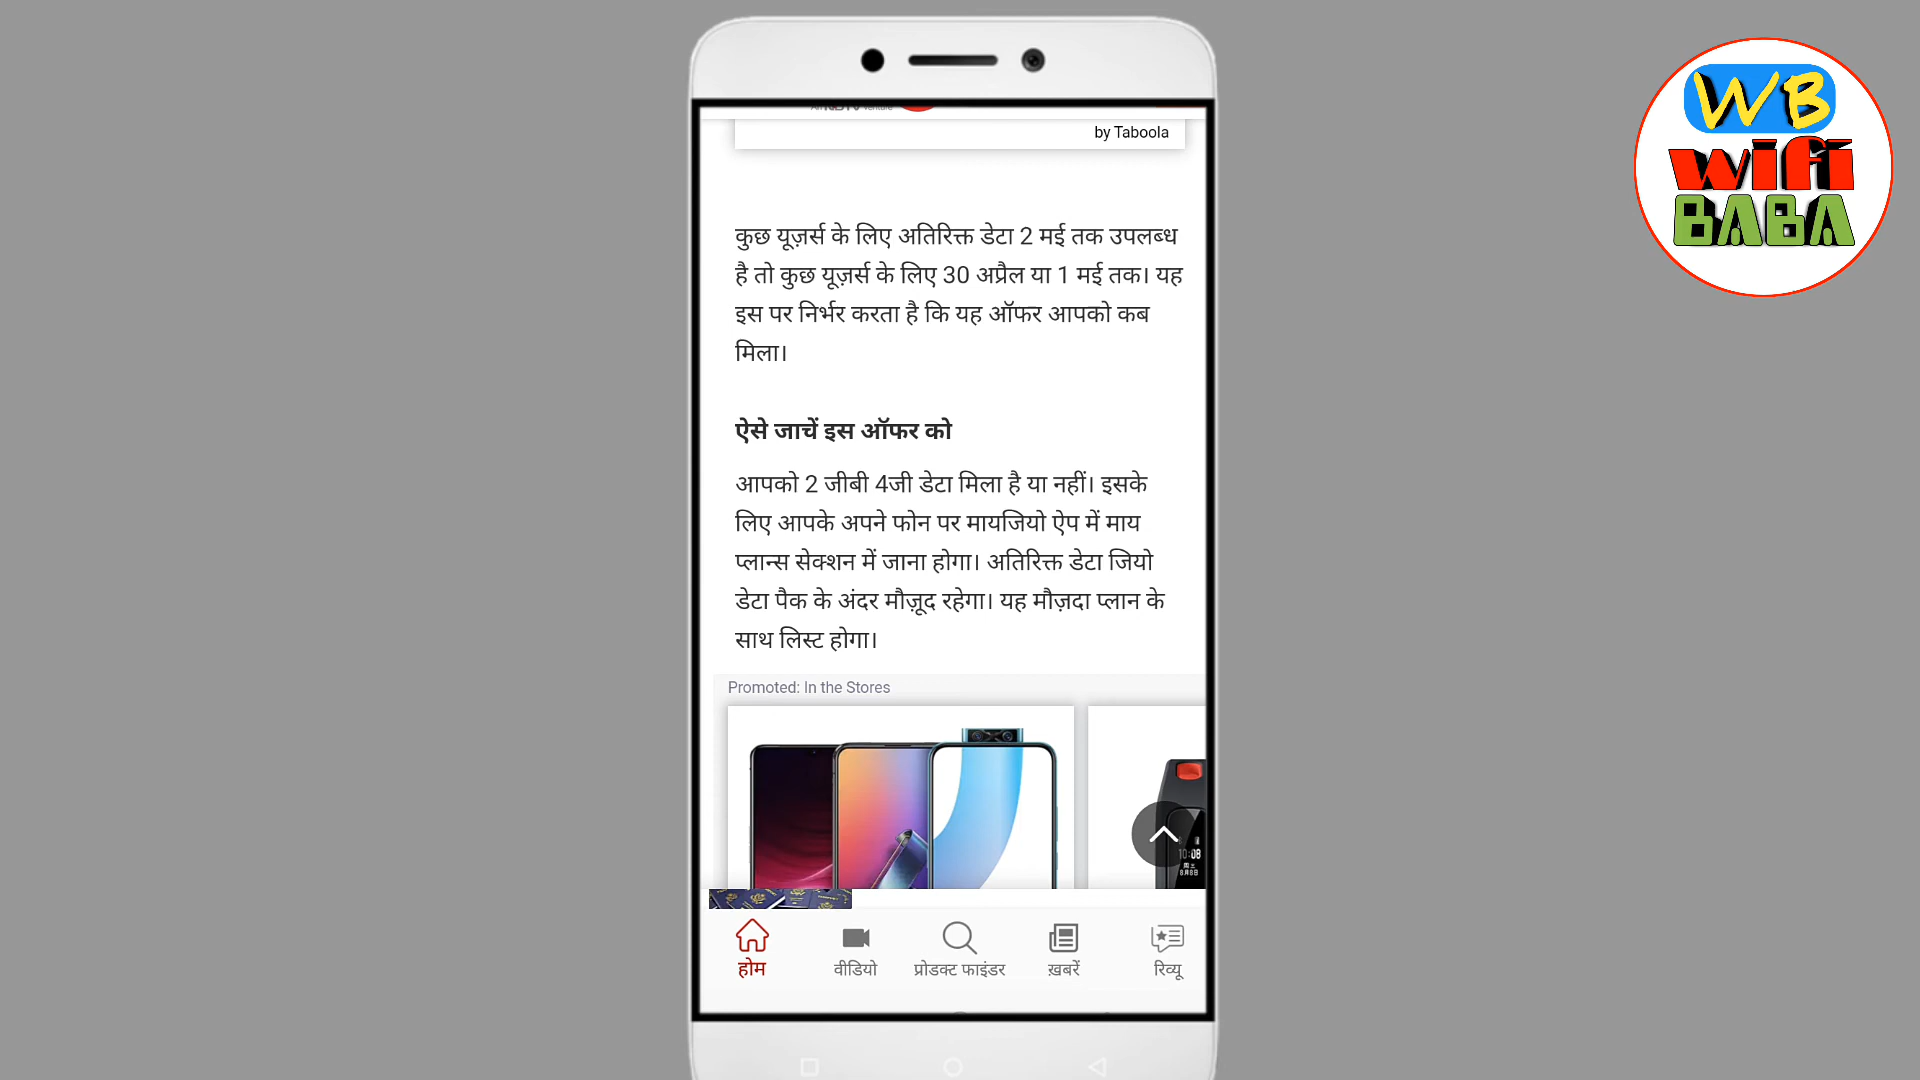 by Taboola
WB
wifi
BABA
कुछ यूज़र्स के लिए अतिरिक्त डेटा 2 मई तक उपलब्ध
है तो कुछ यूज़र्स के लिए 30 अप्रैल या 1 मई तक। यह
इस पर निर्भर करता है कि यह ऑफर आपको कब
मिला।
ऐसे जाचें इस ऑफर को
आपको 2 जीबी 4जी डेटा मिला है या नहीं। इसके
लिए आपके अपने फोन पर मायजियो ऐप में माय
प्लान्स सेक्शन में जाना होगा। अतिरिक्त डेटा जियो
डेटा पैक के अंदर मौज़ूद रहेगा। यह मौज़दा प्लान के
साथ लिस्ट होगा।
Promoted: In the Stores
10:08
होम वीडियो प्रोडक्ट फाइंडर ख़बरें रिव्यू